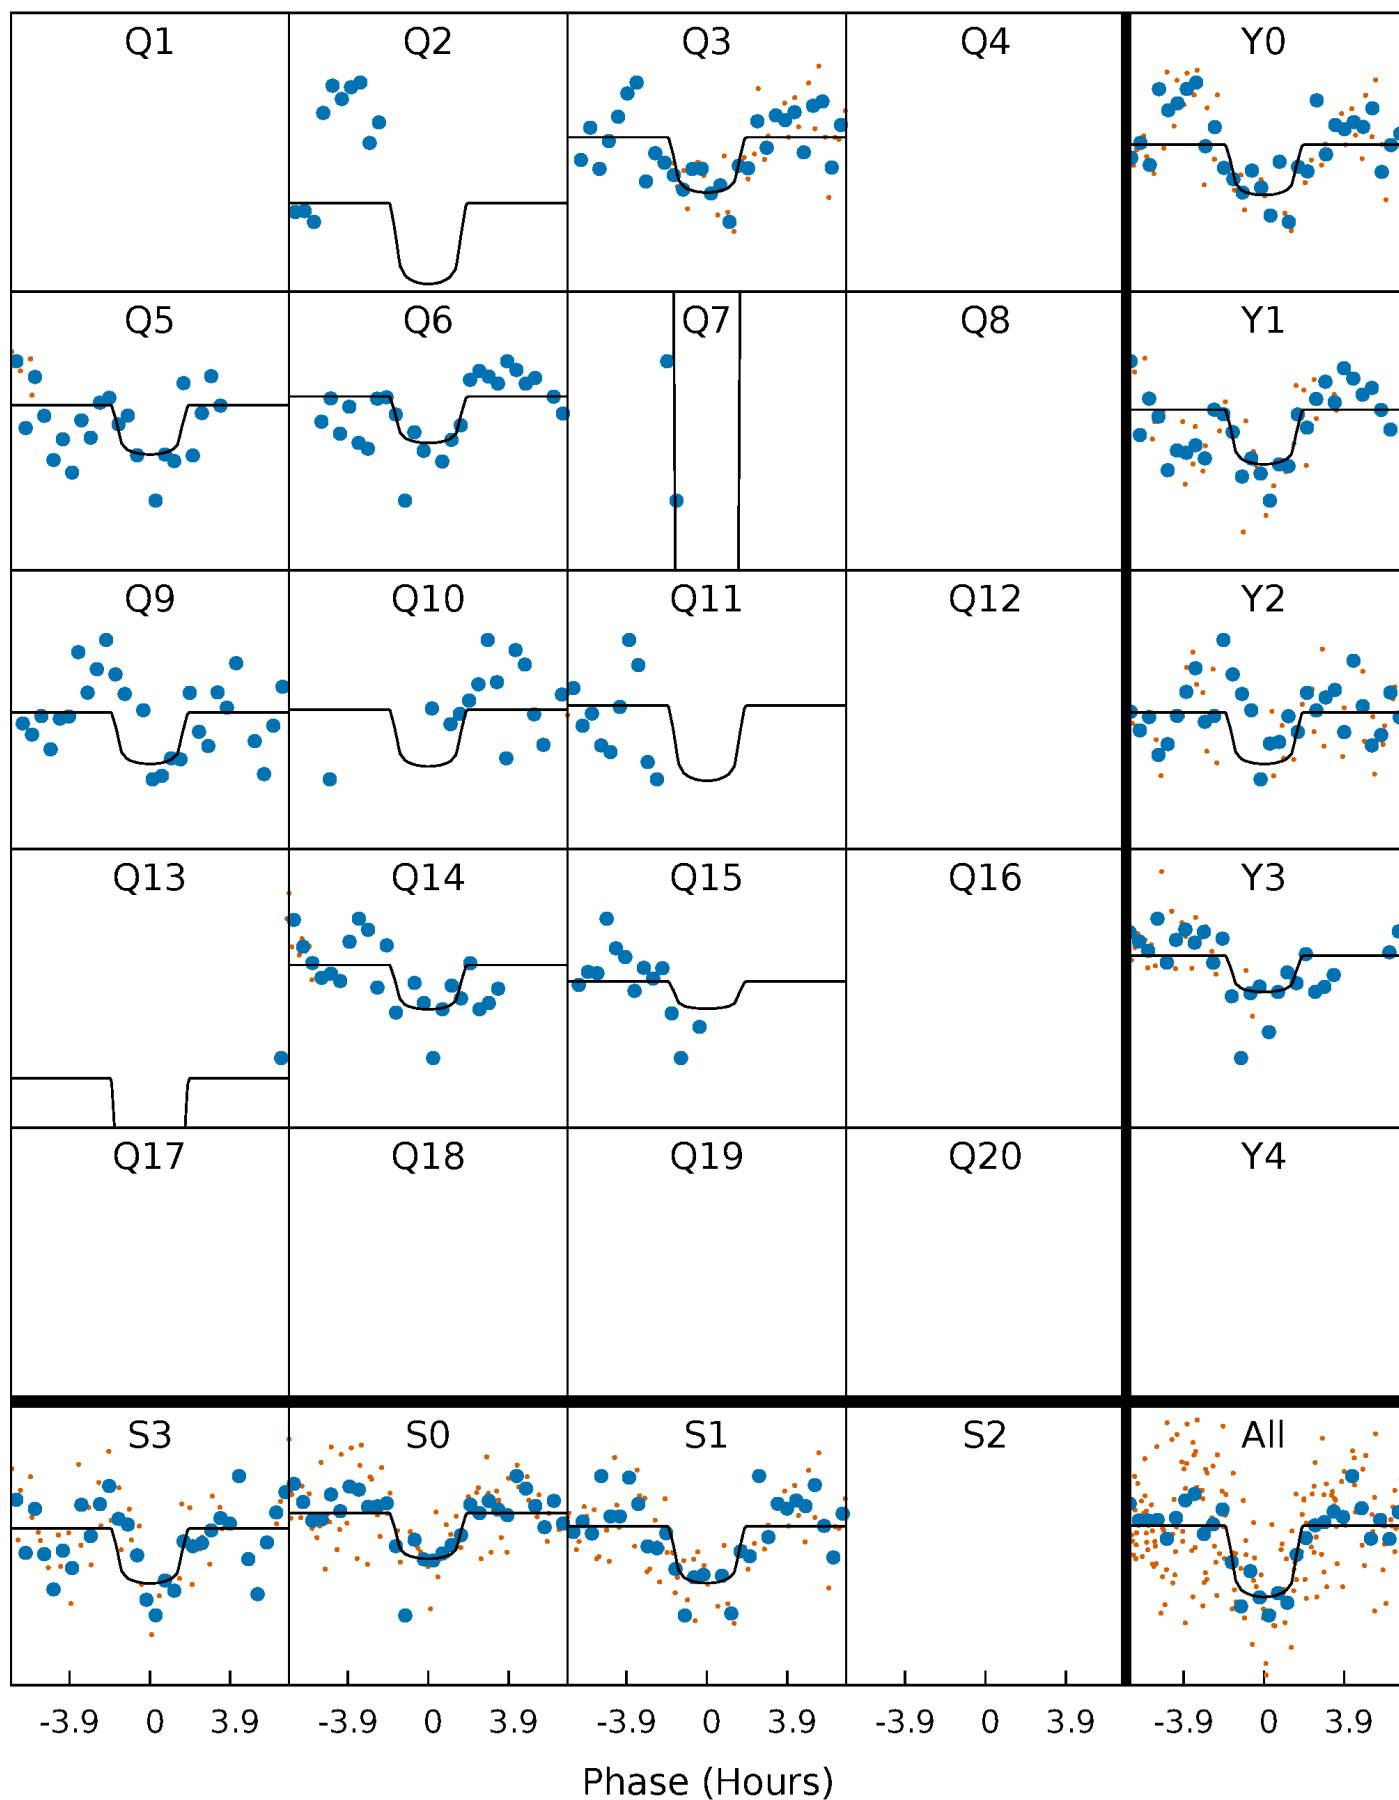 Q1 Q2 Q3 Q4 Y0
Q5 Q6 Q7 Q8 Y1
Q9 Q10 Q11 Q12 Y2
Q13 Q14 Q15 Q16 Y3
Q17 Q18 Q19 Q20 Y4
S3 S0 S1 S2 All
-3.9 0 3.9 -3.9 0 3.9 -3.9 0 3.9 -3.9 0 3.9 -3.9 0 3.9
Phase (Hours)